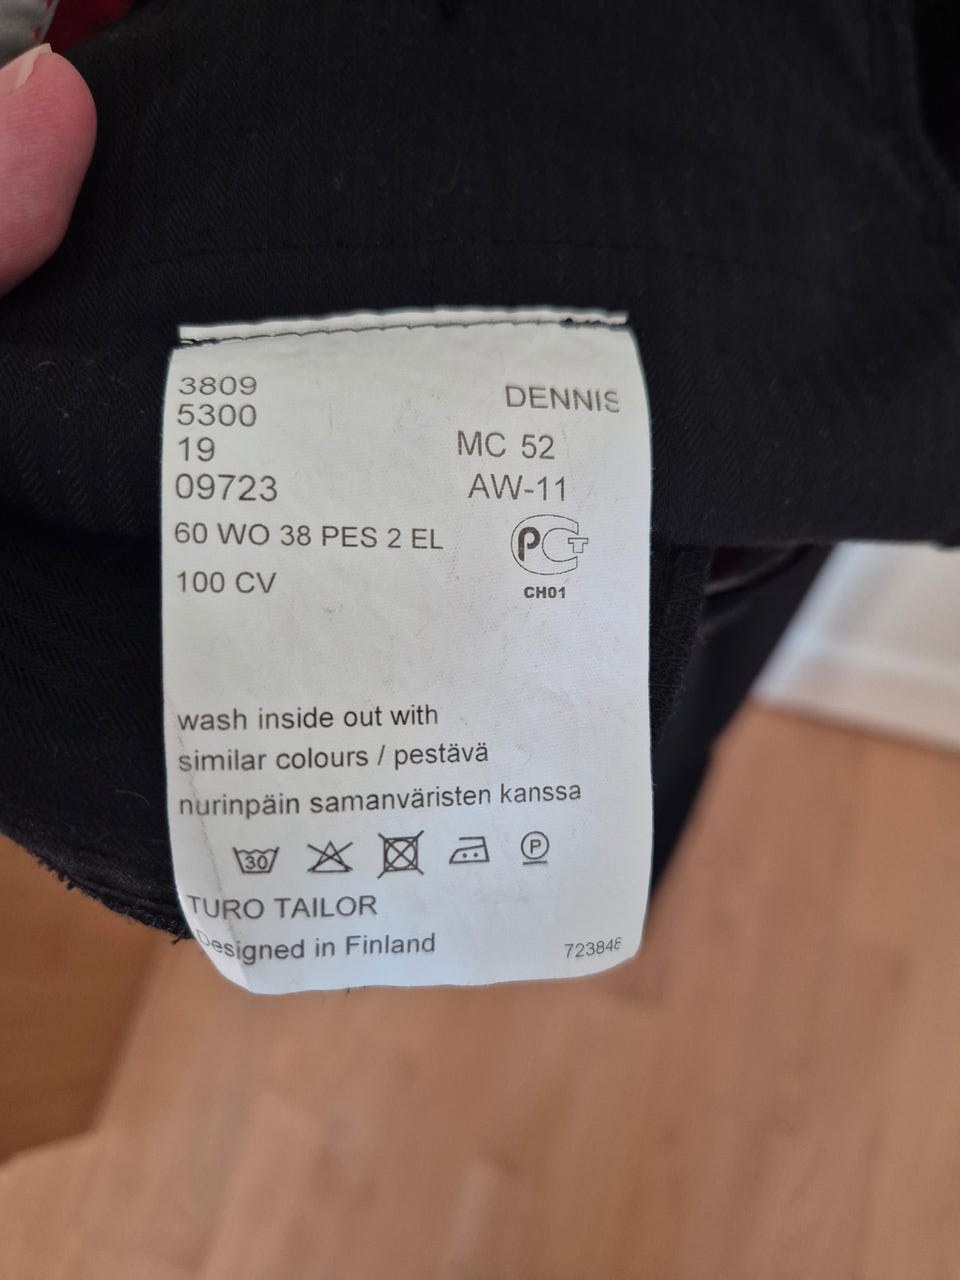 3809
DENNIS
5300
19
MC 52
09723
AW-11
60 WO 38 PES 2 EL
PCT
100 CV
CH01
wash inside out with
similar colours / pestävä
nurinpäin samanväristen kanssa
30
P
TURO TAILOR
Designed in Finland
723848